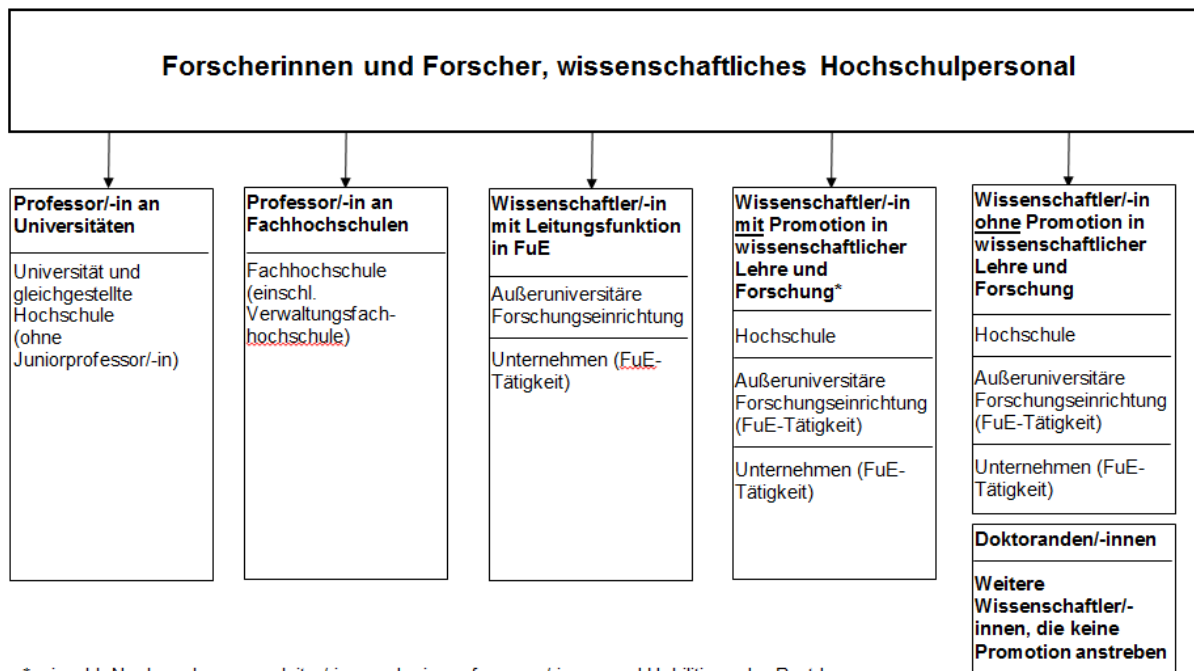 Forscherinnen und Forscher, wissenschaftliches Hochschulpersonal
Professor/-in an
Universitäten
Universität und
gleichgestellte
Hochschule
(ohne
Juniorprofessor/-in)
Professor/-in an
Fachhochschulen
Fachhochschule
(einschl.
Verwaltungsfach-
hochschule)
Wissenschaftler/-in
mit Leitungsfunktion
in FuE
Außeruniversitäre
Forschungseinrichtung
Unternehmen (FuE-
Tätigkeit)
Wissenschaftler/-in
mit Promotion in
wissenschaftlicher
Lehre und
Forschung*
Hochschule
Außeruniversitäre
Forschungseinrichtung
(FuE-Tätigkeit)
Unternehmen (FuE-
Tätigkeit)
Wissenschaftler/-in
ohne Promotion in
wissenschaftlicher
Lehre und
Forschung
Hochschule
Außeruniversitäre
Forschungseinrichtung
(FuE-Tätigkeit)
Unternehmen (FuE-
Tätigkeit)
Doktoranden/-innen
Weitere
Wissenschaftler/-
innen, die keine
Promotion anstreben